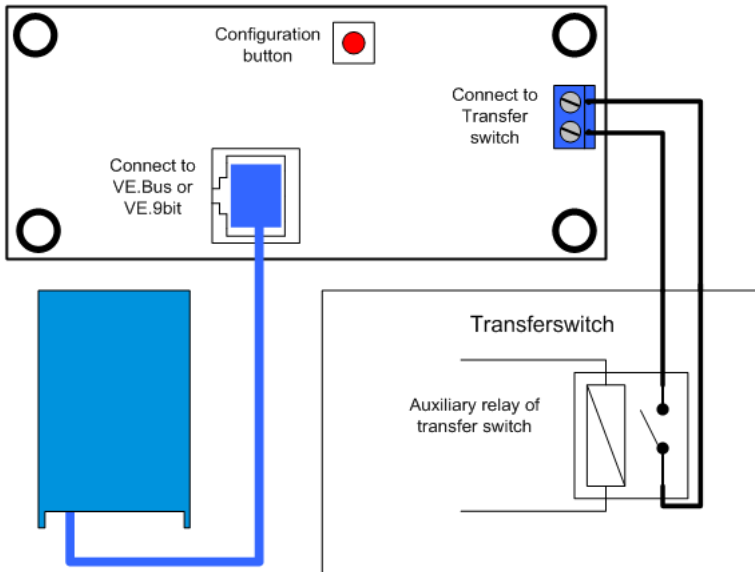 Configuration
button
Connect to
Transfer
switch
Connect to
VE.Bus or
VE.9bit
Transferswitch
Auxiliary relay of
transfer switch